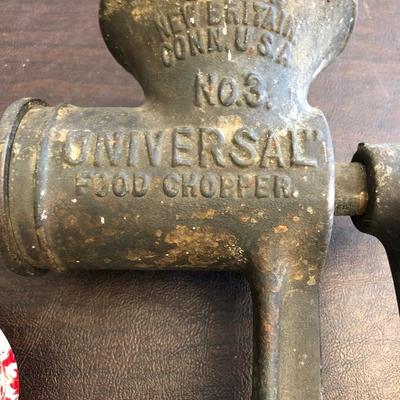 NEW BRITAIN
CONN. U.S.A.
NO.3.
"UNIVERSAL"
FOOD CHOPPER.